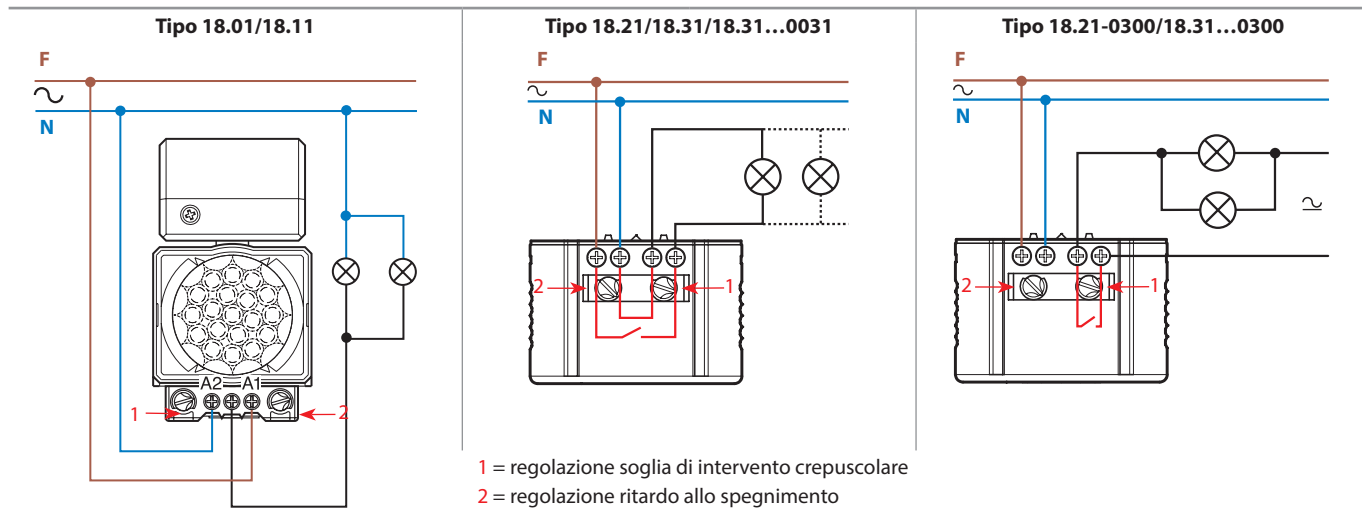 Tipo 18.01/18.11
F
N
A2 A1
1
2
Tipo 18.21/18.31/18.31...0031
F
N
2
1
Tipo 18.21-0300/18.31...0300
F
N
2
1
1 = regolazione soglia di intervento crepuscolare
2 = regolazione ritardo allo spegnimento